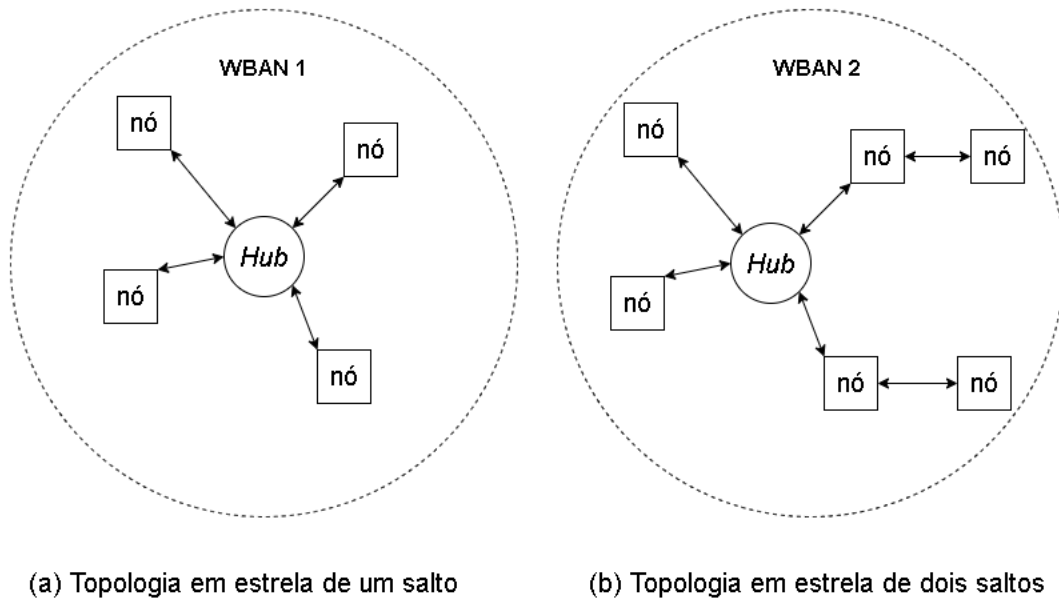 WBAN 1
nó
nó
Hub
nó
nó
(a) Topologia em estrela de um salto
WBAN 2
nó
nó
nó
Hub
nó
nó
nó
(b) Topologia em estrela de dois saltos